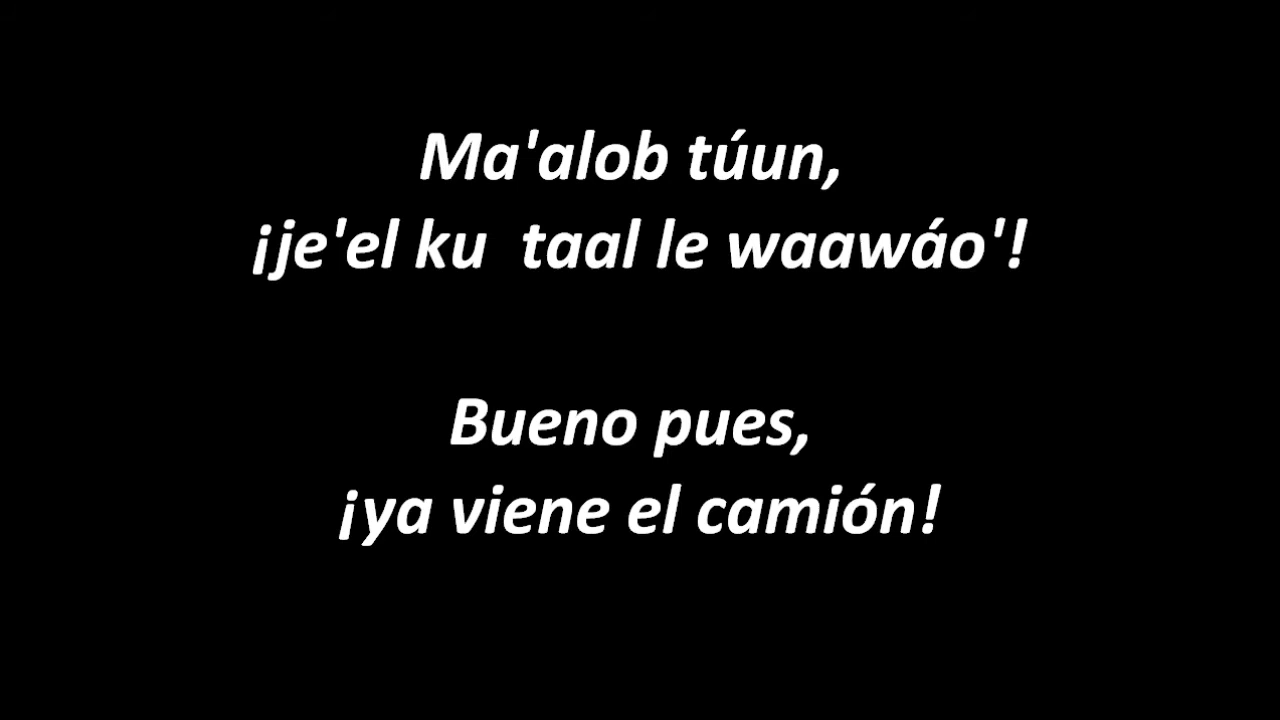 Ma'alob túun,
¡je'el ku  taal le waawáo'!
Bueno pues,
¡ya viene el camión!